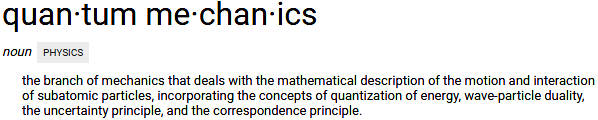 quan·tum me·chan·ics
noun PHYSICS
the branch of mechanics that deals with the mathematical description of the motion and interaction
of subatomic particles, incorporating the concepts of quantization of energy, wave-particle duality,
the uncertainty principle, and the correspondence principle.